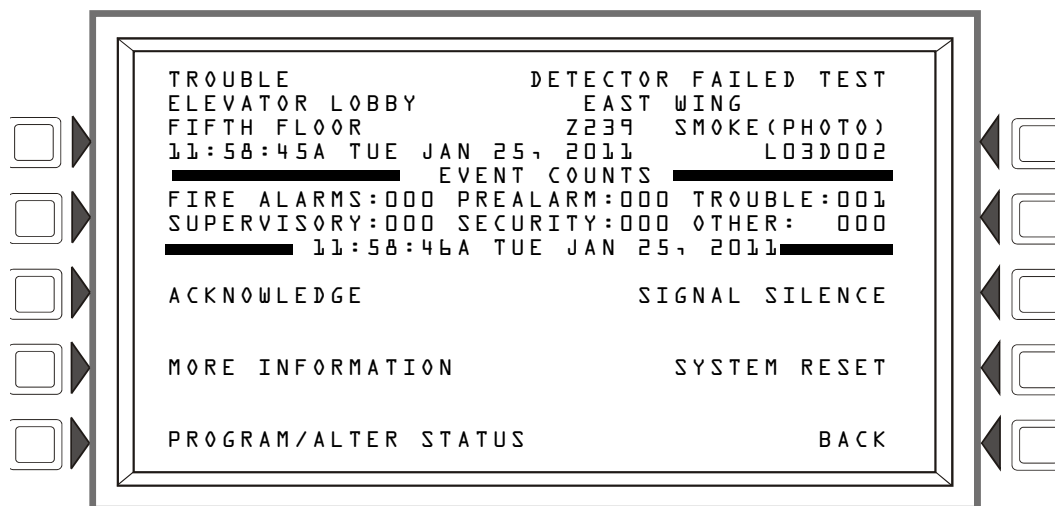 TROUBLE DETECTOR FAILED TEST
ELEVATOR LOBBY EAST WING
FIFTH FLOOR Z239 SMOKE(PHOTO)
11:58:45A TUE JAN 25, 2011 L03D002
EVENT COUNTS
FIRE ALARMS:000 PREALARM:000 TROUBLE:001
SUPERVISORY:000 SECURITY:000 OTHER: 000
11:58:46A TUE JAN 25, 2011
ACKNOWLEDGE SIGNAL SILENCE
MORE INFORMATION SYSTEM RESET
PROGRAM/ALTER STATUS BACK